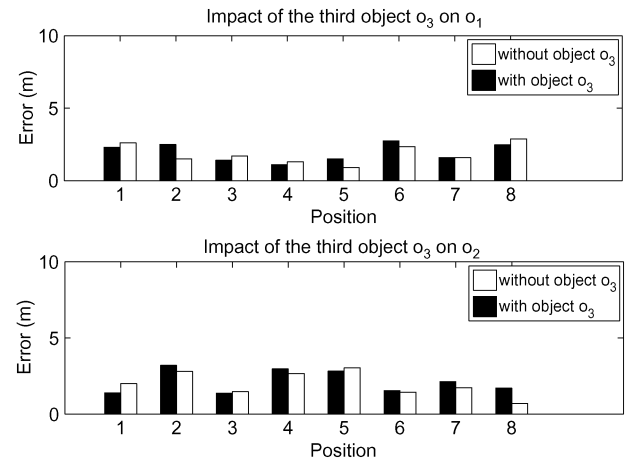 Impact of the third object o₃ on o₁
10
without object o₃
with object o₃
5
0
Error (m)
1 2 3 4 5 6 7 8
Position
Impact of the third object o₃ on o₂
10
without object o₃
with object o₃
5
0
Error (m)
1 2 3 4 5 6 7 8
Position